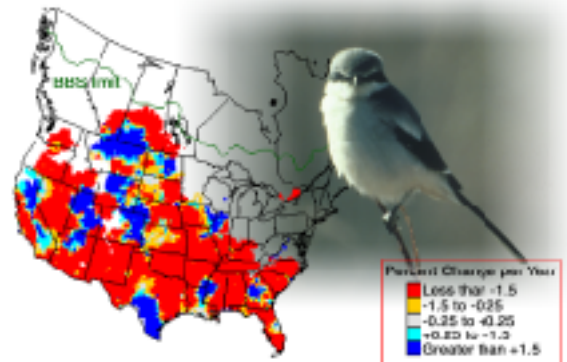 BBS limit
Percent Change per Year
Less than -1.5
-1.5 to -0.25
-0.25 to +0.25
+0.25 to -1.5
Greater than +1.5